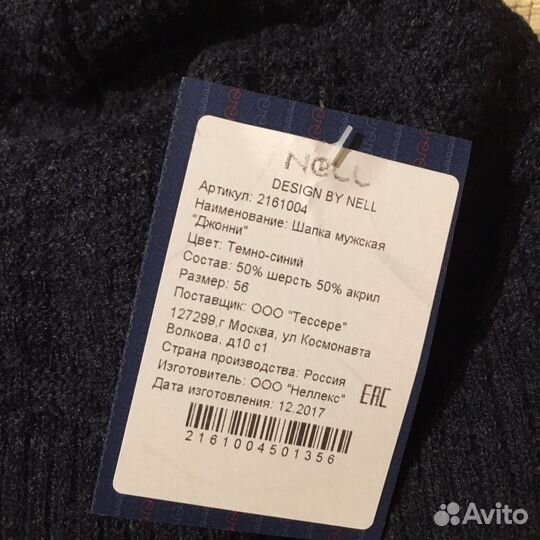 Nell
DESIGN BY NELL
Артикул: 2161004
Наименование: Шапка мужская
"Джонни"
Цвет: Темно-синий
Состав: 50% шерсть 50% акрил
Размер: 56
Поставщик: ООО "Тессере"
127299,г Москва, ул Космонавта
Волкова, д10 с1
Страна производства: Россия
Изготовитель: ООО "Неллекс"
Дата изготовления: 12.2017
EAC
2161004501356
Avito